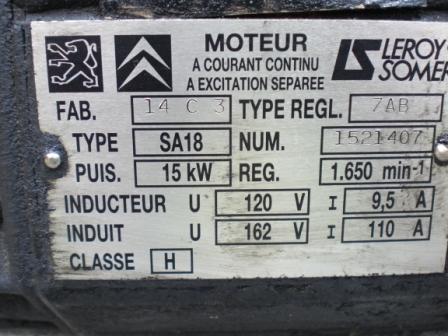 MOTEUR
A COURANT CONTINU
A EXCITATION SEPAREE
LEROY
SOMER
FAB. 14 C 3 TYPE REGL. 7AB
TYPE SA18 NUM. 1521407
PUIS. 15 kW REG. 1.650 min-1
INDUCTEUR U 120 V I 9,5 A
INDUIT U 162 V I 110 A
CLASSE H